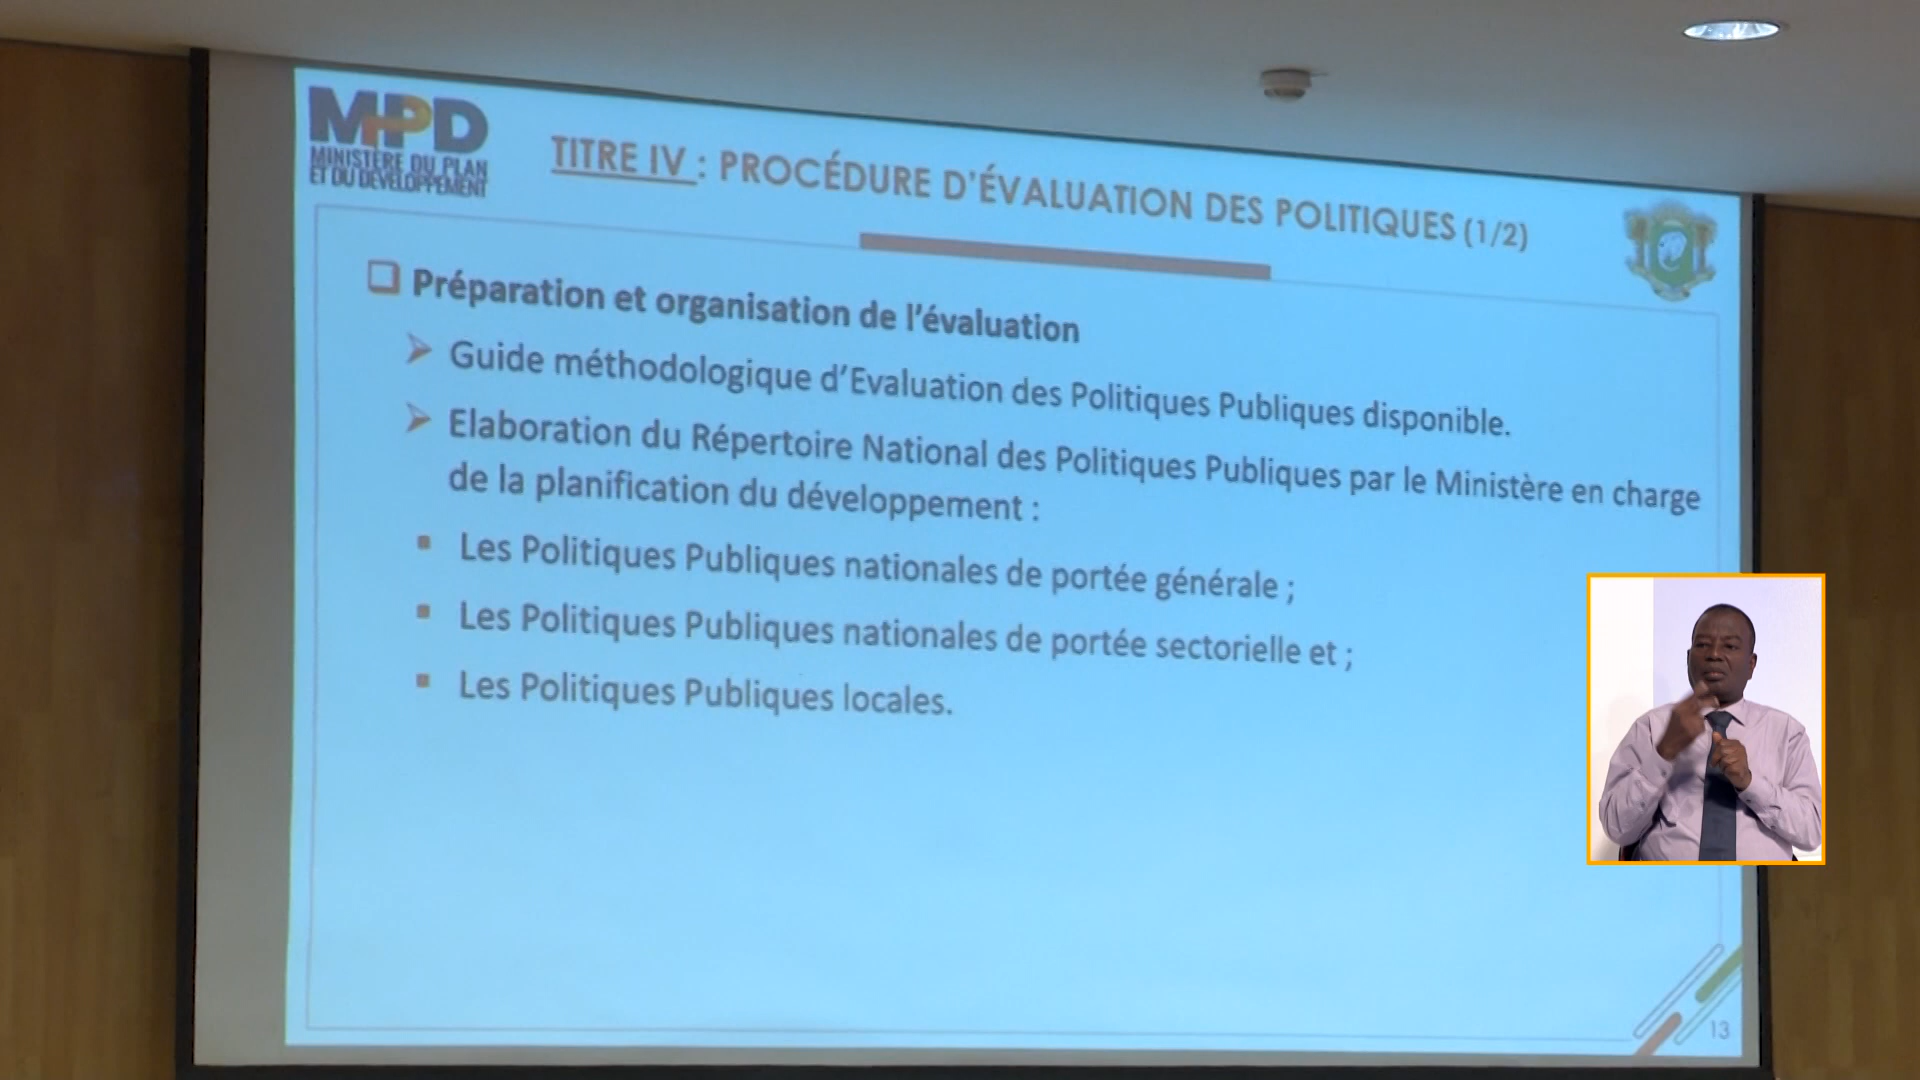 MPD
MINISTÈRE DU PLAN
ET DU DÉVELOPPEMENT
TITRE IV : PROCÉDURE D'ÉVALUATION DES POLITIQUES (1/2)
Préparation et organisation de l'évaluation
Guide méthodologique d'Evaluation des Politiques Publiques disponible.
Elaboration du Répertoire National des Politiques Publiques par le Ministère en charge
de la planification du développement :
Les Politiques Publiques nationales de portée générale ;
Les Politiques Publiques nationales de portée sectorielle et ;
Les Politiques Publiques locales.
13